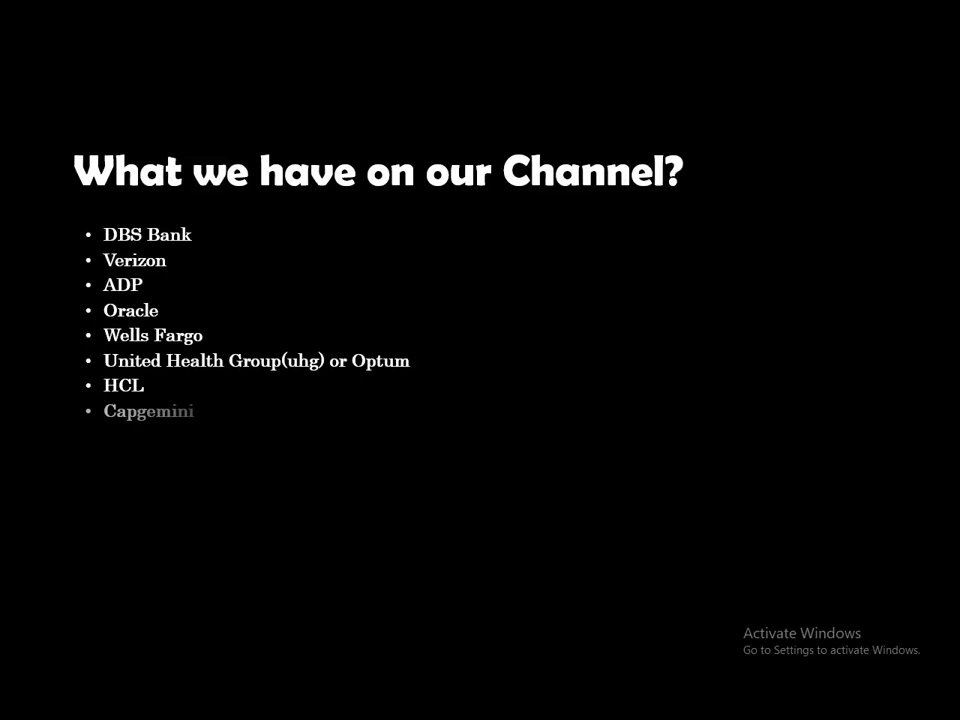 What we have on our Channel?
• DBS Bank
• Verizon
• ADP
• Oracle
• Wells Fargo
• United Health Group(uhg) or Optum
• HCL
• Capgemini
Activate Windows
Go to Settings to activate Windows.